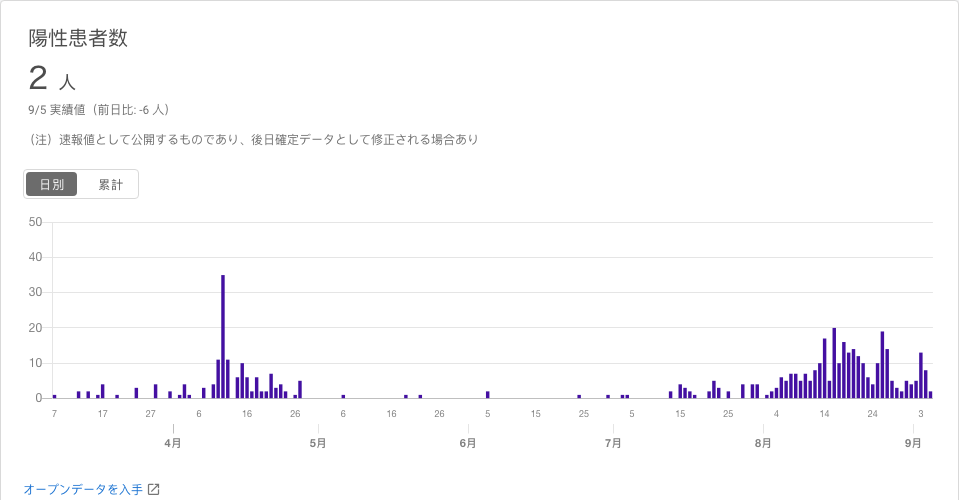 陽性患者数
2 人
9/5 実績値（前日比: -6 人）
（注）速報値として公開するものであり、後日確定データとして修正される場合あり
日別 累計
50
40
30
20
10
0
7 17 27 6 16 26 6 16 26 5 15 25 5 15 25 4 14 24 3
4月 5月 6月 7月 8月 9月
オープンデータを入手